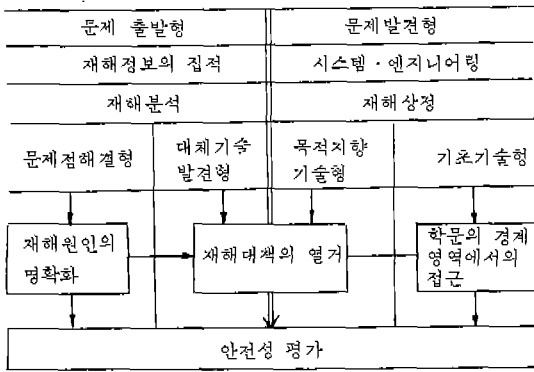 문제 출발형 문제발견형
재해정보의 집적 시스템·엔지니어링
재해분석 재해상정
문제점해결형
대체기술
발견형
목적지향
기술형
기초기술형
재해원인의
명확화
재해대책의 열거
학문의 경계
영역에서의
접근
안전성 평가